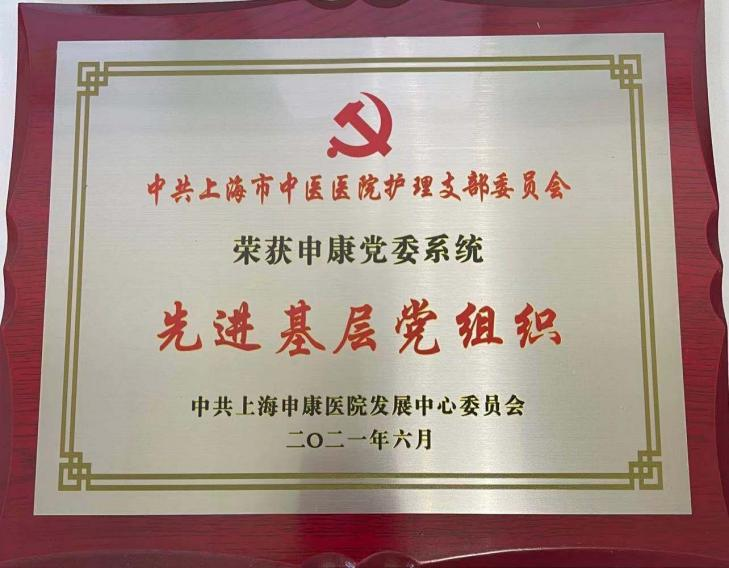 中共上海市中医医院护理支部委员会
荣获申康党委系统
先进基层党组织
中共上海申康医院发展中心委员会
二〇二一年六月